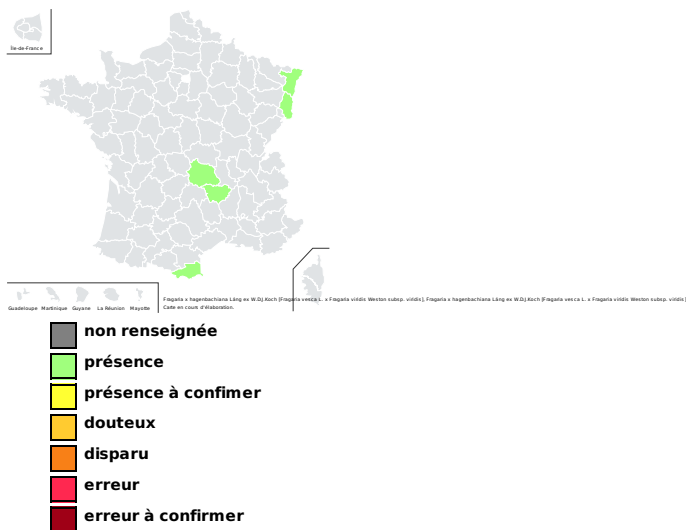 Île-de-France
Guadeloupe Martinique Guyane La Réunion Mayotte
Fragaria x hagenbachiana Láng ex W.D.J.Koch [Fragaria vesca L. x Fragaria viridis Weston subsp. viridis], Fragaria x hagenbachiana Láng ex W.D.J.Koch [Fragaria vesca L. x Fragaria viridis Weston subsp. viridis]
Carte en cours d'élaboration.
non renseignée
présence
présence à confimer
douteux
disparu
erreur
erreur à confirmer